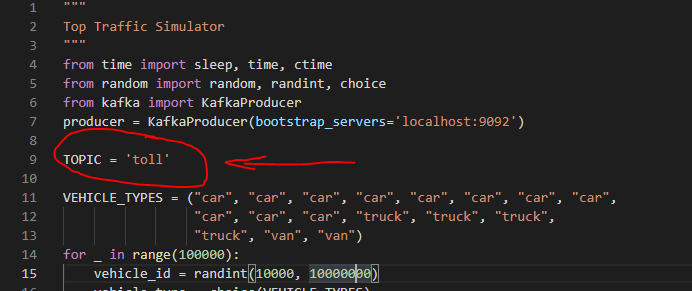 1 """
2 Top Traffic Simulator
3 """
4 from time import sleep, time, ctime
5 from random import random, randint, choice
6 from kafka import KafkaProducer
7 producer = KafkaProducer(bootstrap_servers='localhost:9092')
8
9 TOPIC = 'toll'
10
11 VEHICLE_TYPES = ("car", "car", "car", "car", "car", "car", "car", "car",
12 "car", "car", "car", "truck", "truck", "truck",
13 "truck", "van", "van")
14 for _ in range(100000):
15 vehicle_id = randint(10000, 10000000)
vehicle_type = choice(VEHICLE_TYPES)